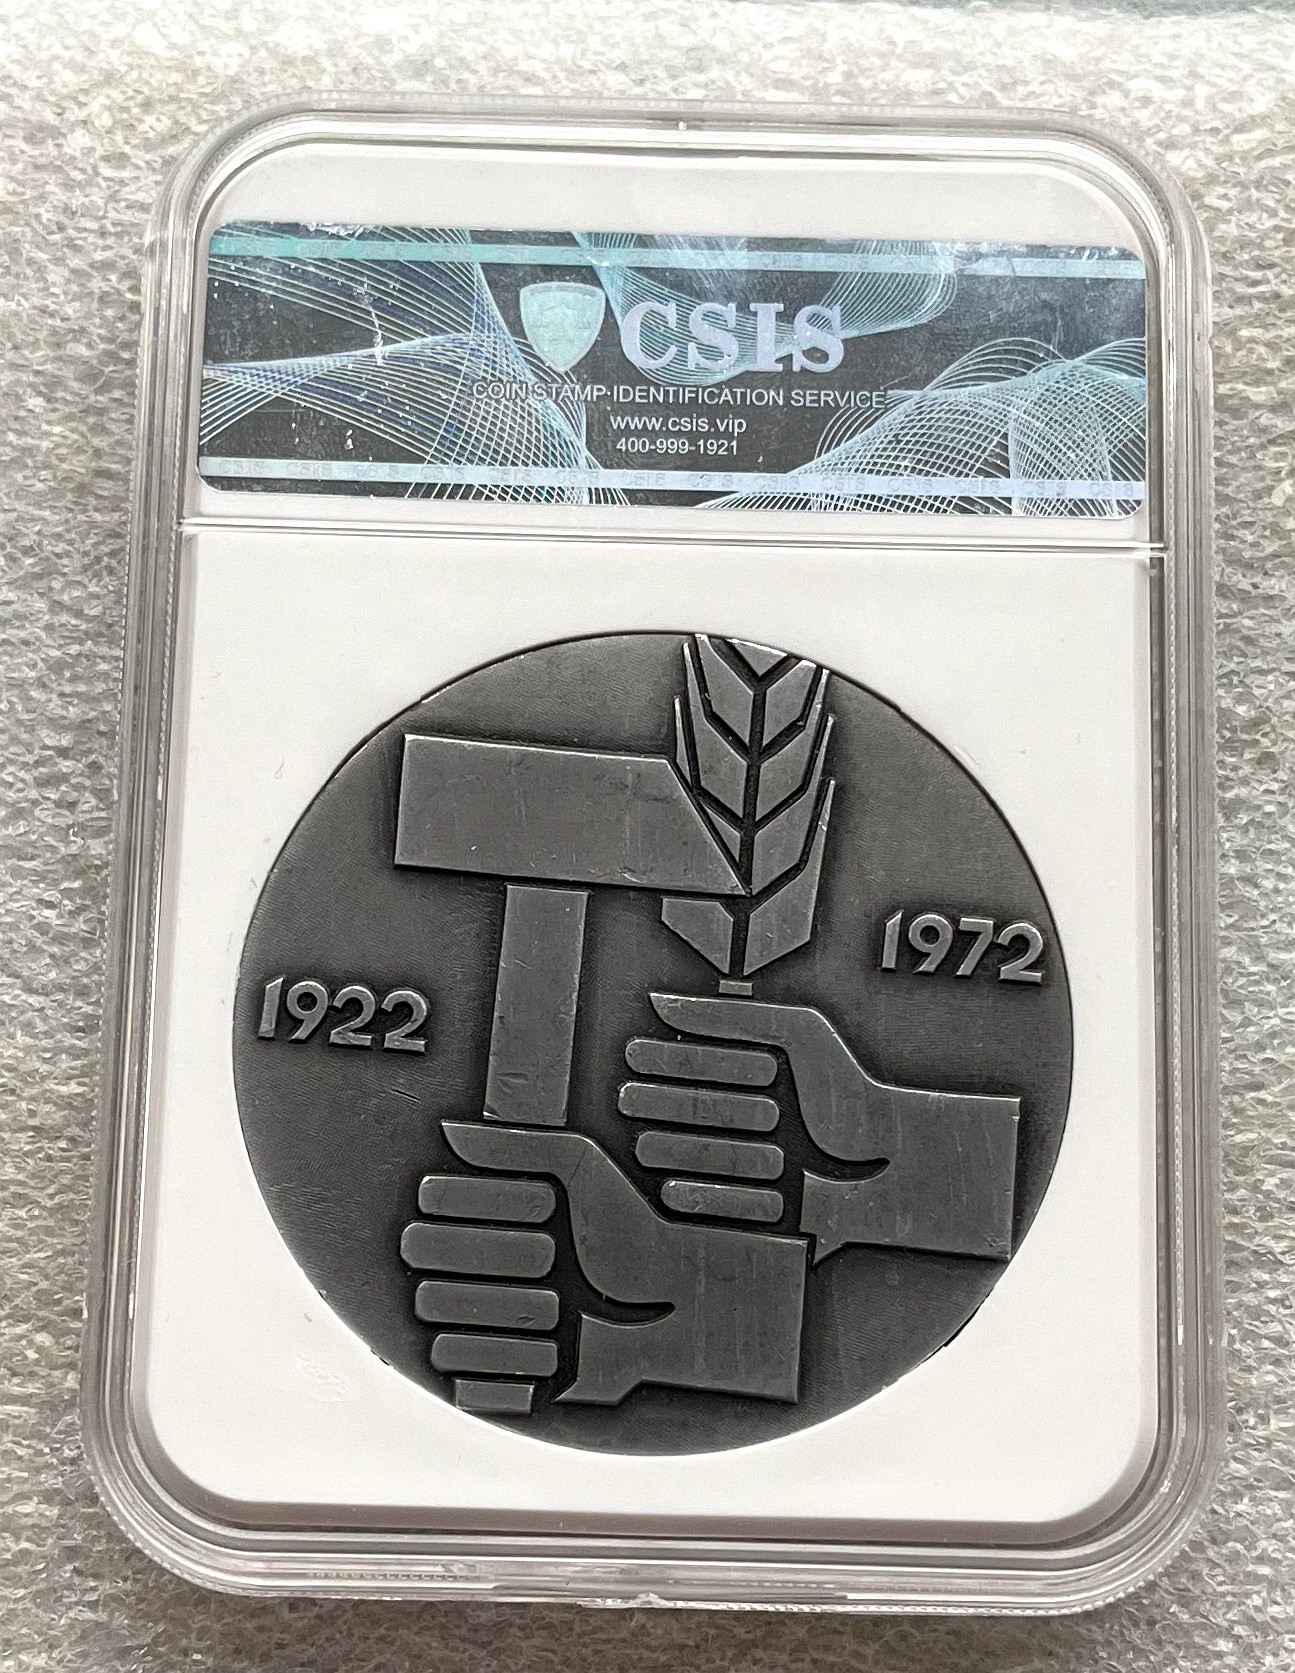 CSIS
COIN STAMP·IDENTIFICATION SERVICE
www.csis.vip
400-999-1921
1972
1922